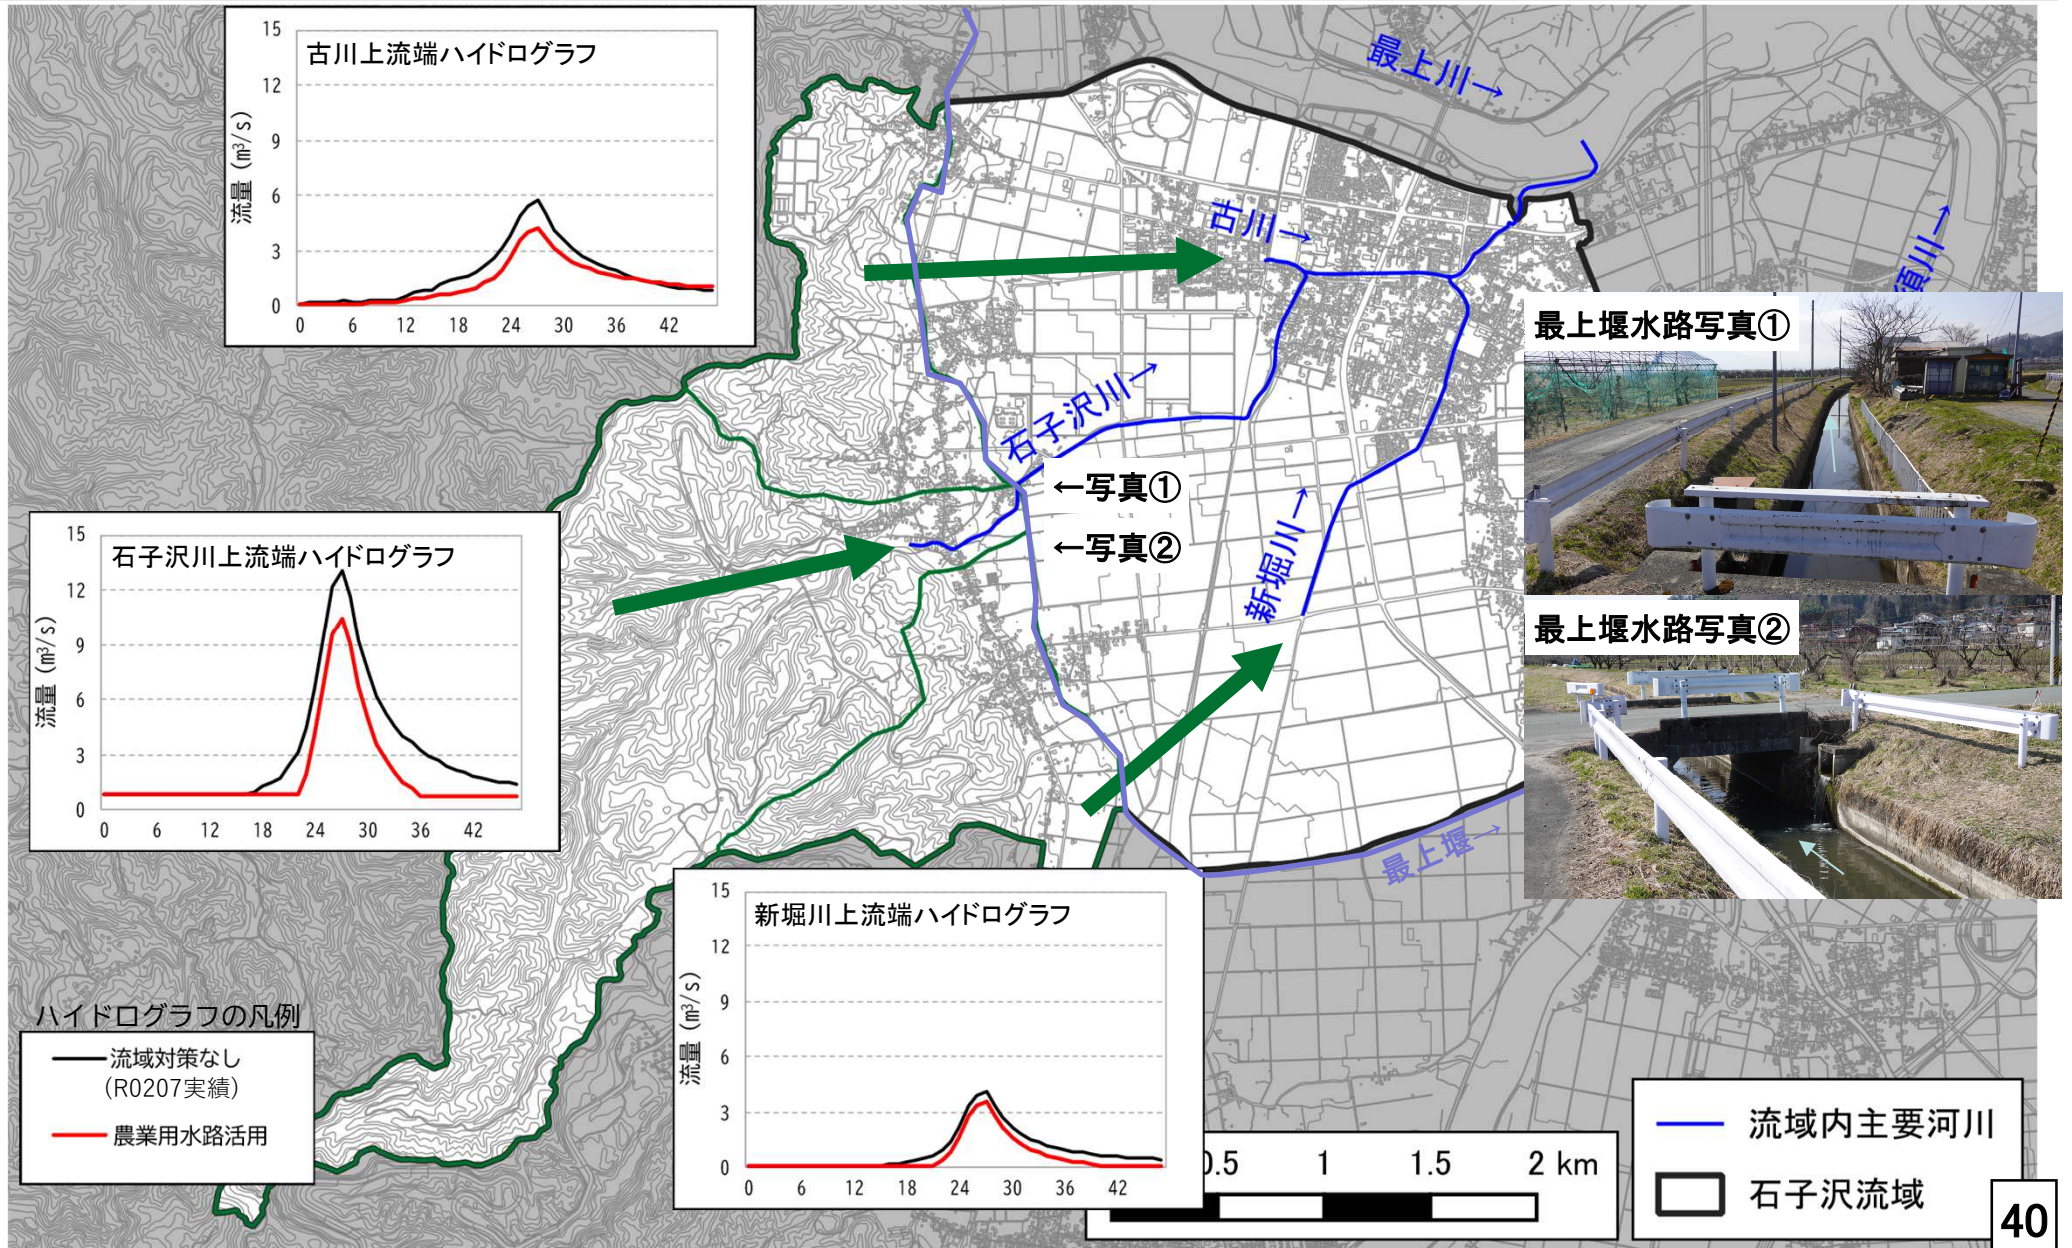 古川上流端ハイドログラフ
流量 (m³/s)
15
12
9
6
3
0
0 6 12 18 24 30 36 42
最上川→
古川→
須川→
石子沢川→
新堀川→
最上堰→
←写真①
←写真②
最上堰水路写真①
最上堰水路写真②
石子沢川上流端ハイドログラフ
流量 (m³/s)
15
12
9
6
3
0
0 6 12 18 24 30 36 42
新堀川上流端ハイドログラフ
流量 (m³/s)
15
12
9
6
3
0
0 6 12 18 24 30 36 42
ハイドログラフの凡例
流域対策なし
(R0207実績)
農業用水路活用
0.5 1 1.5 2 km
流域内主要河川
石子沢流域
40